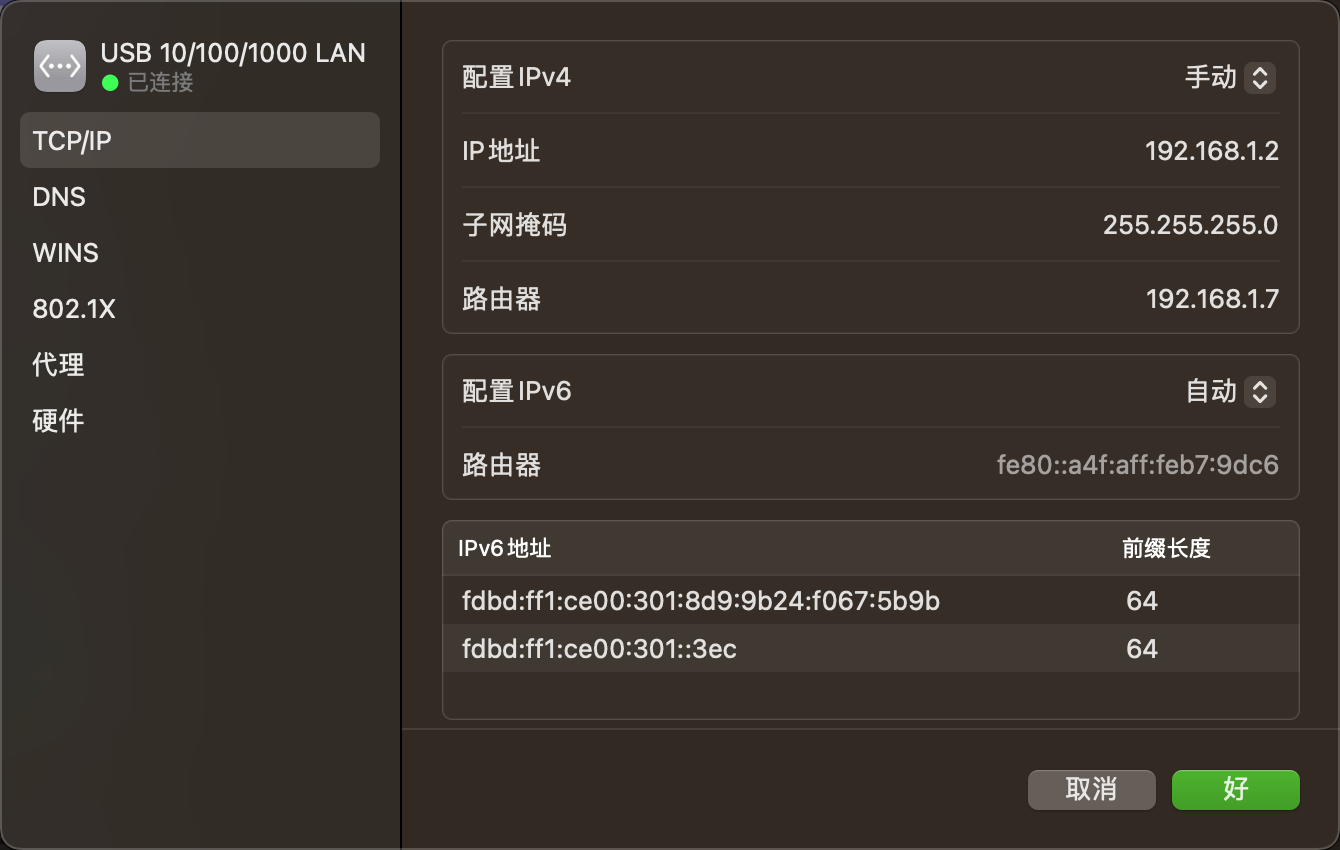 USB 10/100/1000 LAN
已连接
TCP/IP
DNS
WINS
802.1X
代理
硬件
配置 IPv4 手动
IP 地址 192.168.1.2
子网掩码 255.255.255.0
路由器 192.168.1.7
配置 IPv6 自动
路由器 fe80::a4f:aff:feb7:9dc6
IPv6 地址 前缀长度
fdbd:ff1:ce00:301:8d9:9b24:f067:5b9b 64
fdbd:ff1:ce00:301::3ec 64
取消 好